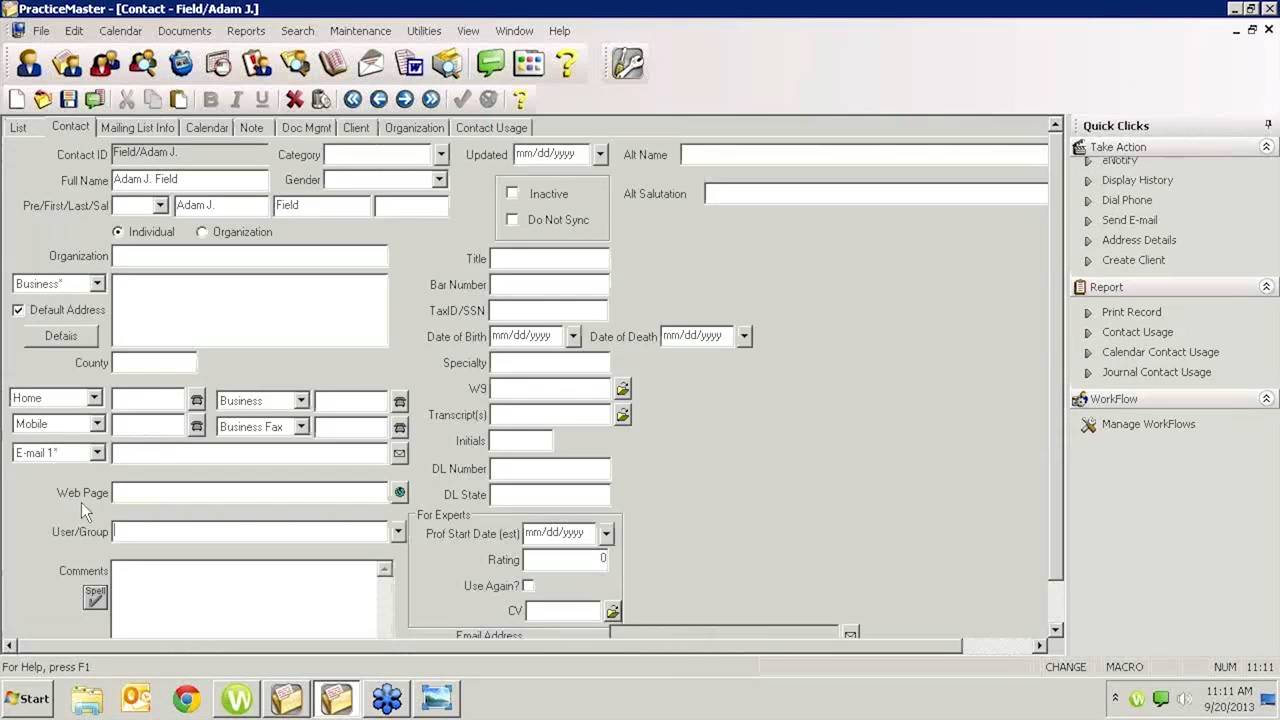 PracticeMaster - [Contact - Field/Adam J.]
File Edit Calendar Documents Reports Search Maintenance Utilities View Window Help
List Contact Mailing List Info Calendar Note Doc Mgmt Client Organization Contact Usage
Contact ID Field/Adam J. Category Updated mm/dd/yyyy Alt Name
Full Name Adam J. Field Gender Inactive Alt Salutation
Pre/First/Last/Sal Adam J. Field Do Not Sync
Individual Organization
Organization Title
Business* Bar Number
Default Address TaxID/SSN
Details Date of Birth mm/dd/yyyy Date of Death mm/dd/yyyy
County Specialty
Home Business W9
Mobile Business Fax Transcript(s)
E-mail 1* Initials
DL Number
Web Page DL State
For Experts
User/Group Prof Start Date (est) mm/dd/yyyy
Rating 0
Comments Use Again?
Spell CV
Email Address
Quick Clicks
Take Action
eNotify
Display History
Dial Phone
Send E-mail
Address Details
Create Client
Report
Print Record
Contact Usage
Calendar Contact Usage
Journal Contact Usage
WorkFlow
Manage WorkFlows
For Help, press F1 CHANGE MACRO NUM 11:11
Start 11:11 AM
9/20/2013